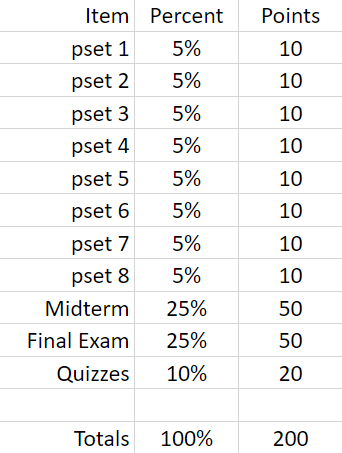 Item Percent Points
pset 1 5% 10
pset 2 5% 10
pset 3 5% 10
pset 4 5% 10
pset 5 5% 10
pset 6 5% 10
pset 7 5% 10
pset 8 5% 10
Midterm 25% 50
Final Exam 25% 50
Quizzes 10% 20
Totals 100% 200